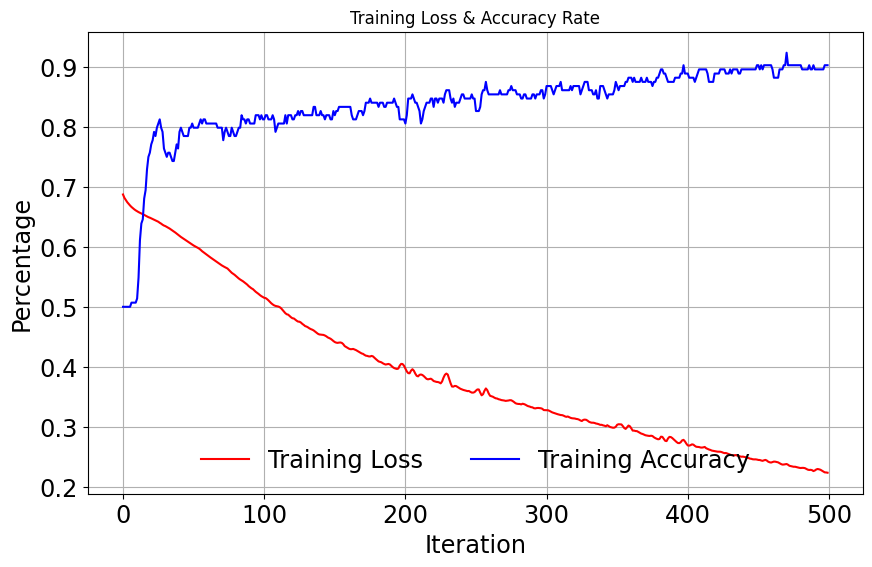 Training Loss & Accuracy Rate
0.9
0.8
0.7
0.6
0.5
0.4
0.3
0.2
Percentage
Training Loss Training Accuracy
0 100 200 300 400 500
Iteration